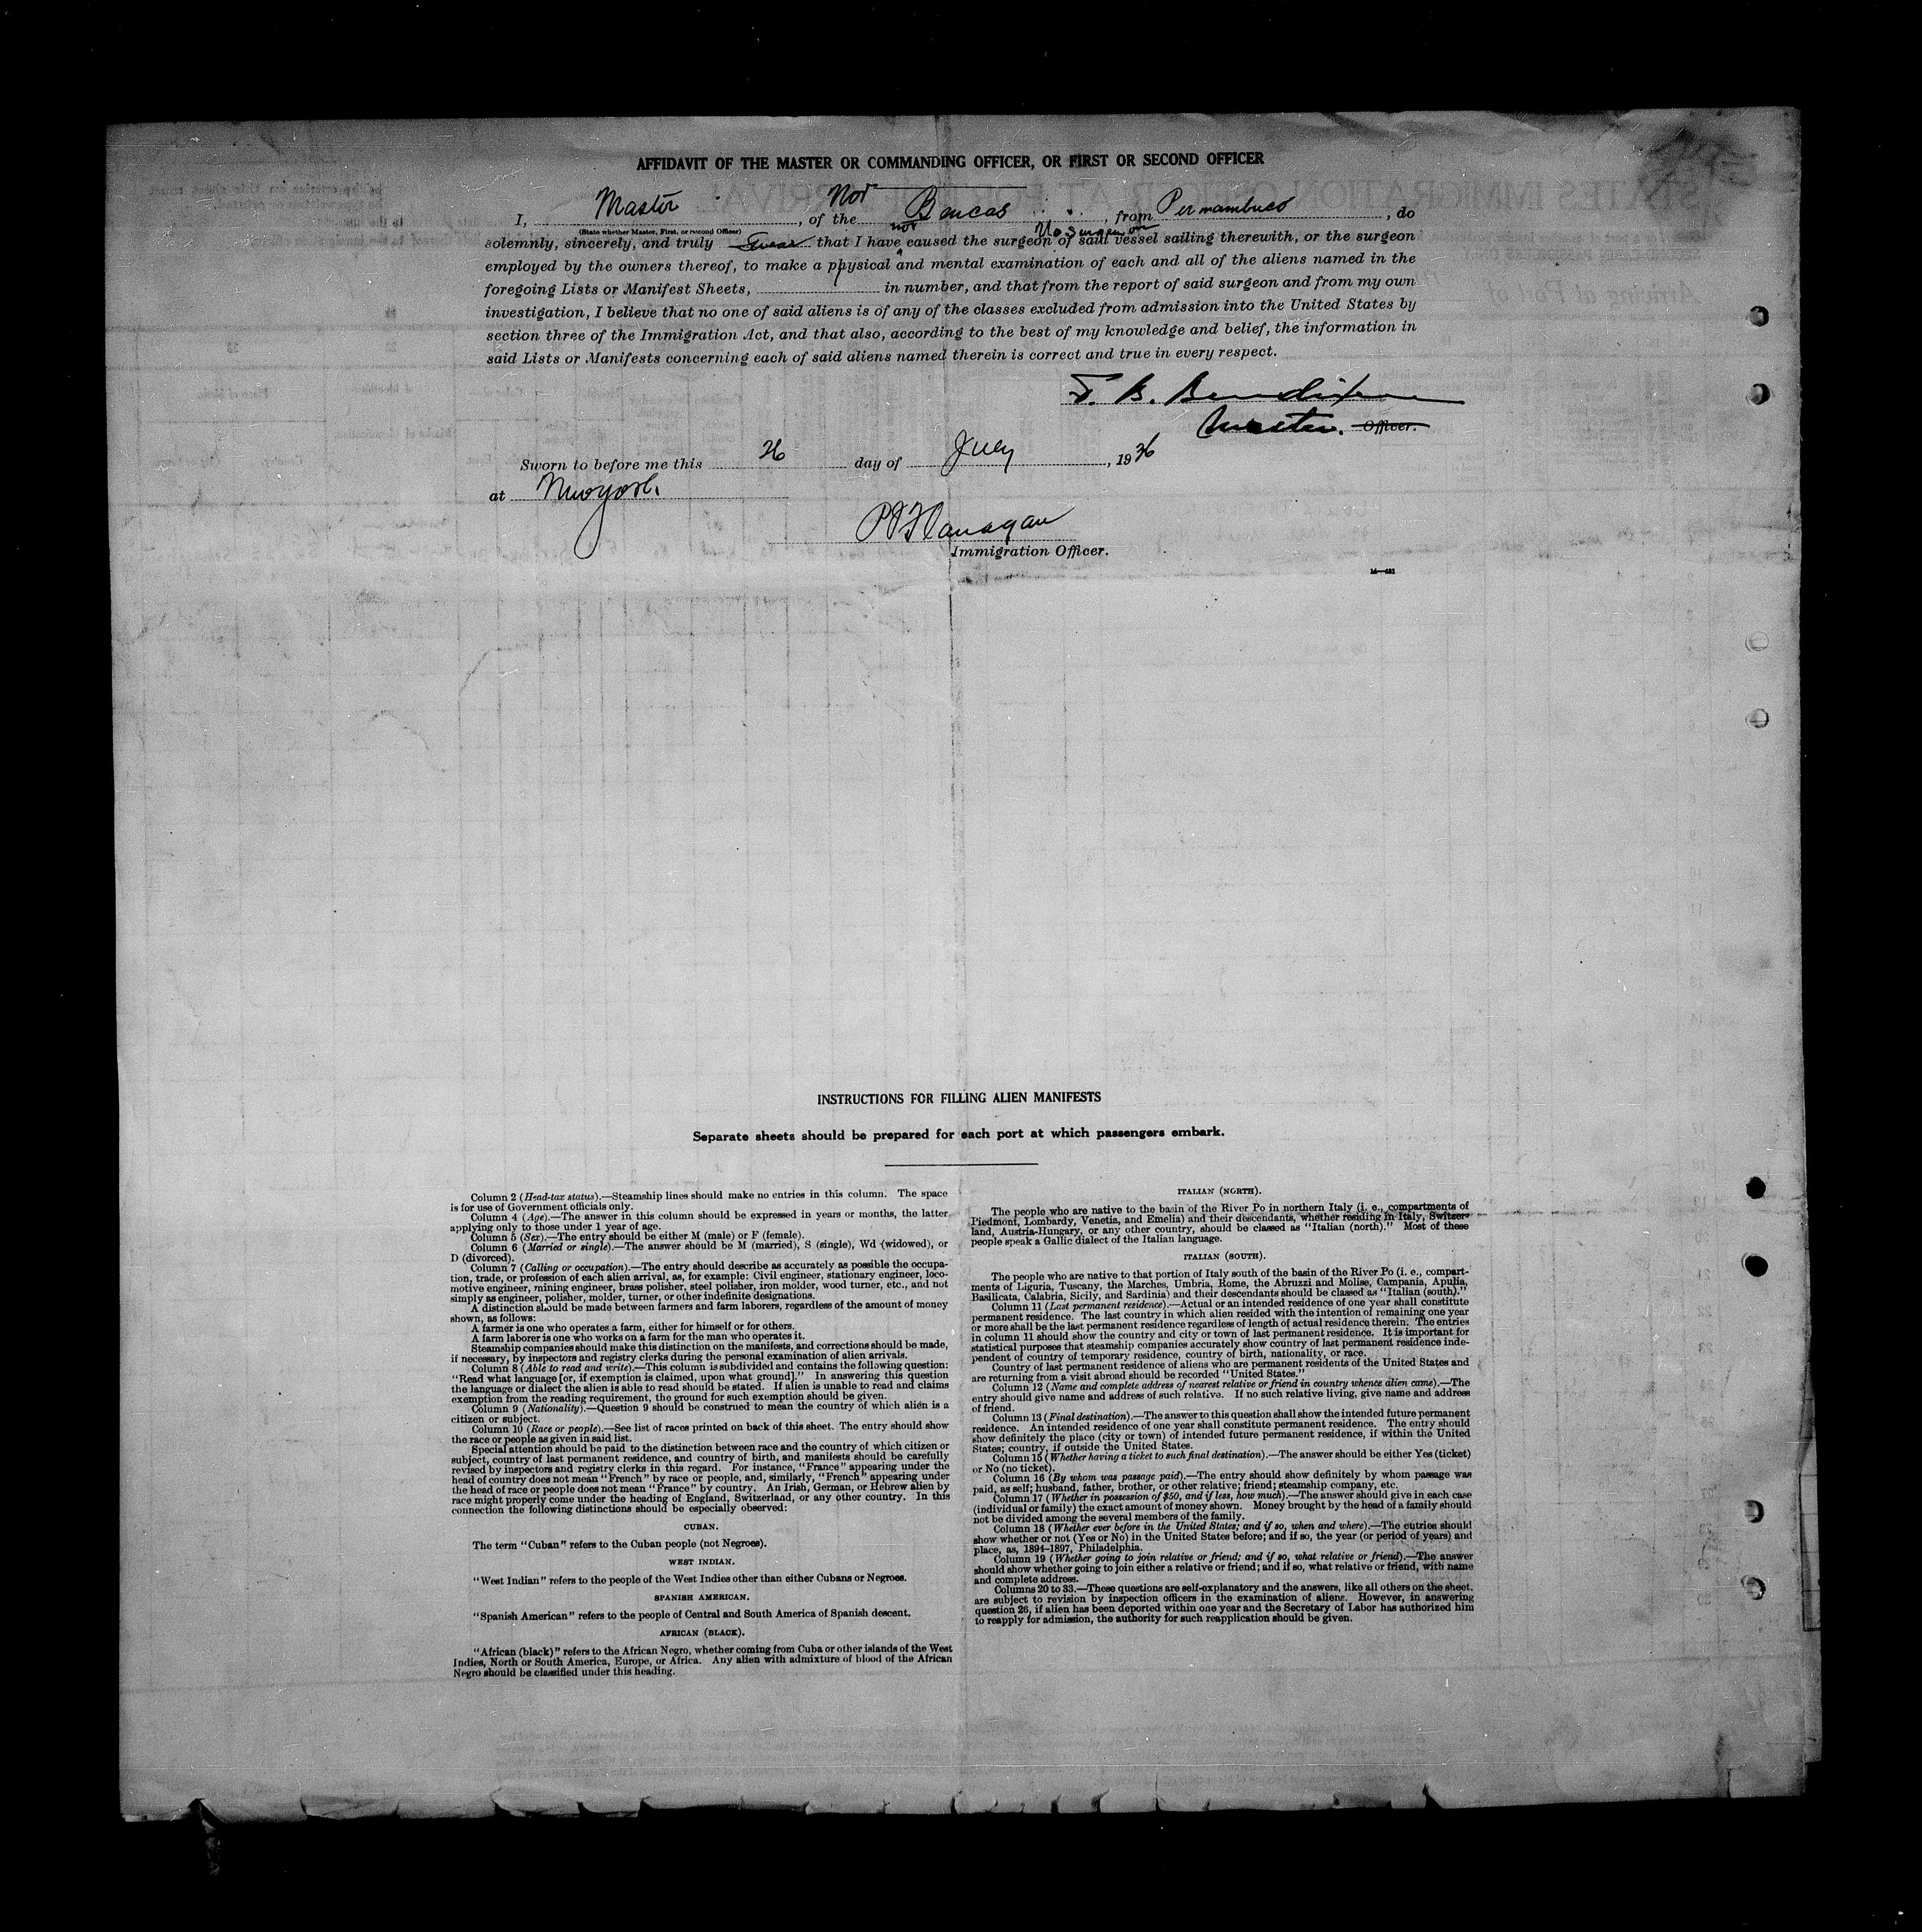 AFFIDAVIT OF THE MASTER OR COMMANDING OFFICER, OR FIRST OR SECOND OFFICER
Nor
I, Master, of the Bencas, from Pernambuco, do
(State whether Master, First, or second Officer)
not No Surgeon
solemnly, sincerely, and truly Swear that I have caused the surgeon of said vessel sailing therewith, or the surgeon
employed by the owners thereof, to make a physical and mental examination of each and all of the aliens named in the
foregoing Lists or Manifest Sheets, in number, and that from the report of said surgeon and from my own
investigation, I believe that no one of said aliens is of any of the classes excluded from admission into the United States by
section three of the Immigration Act, and that also, according to the best of my knowledge and belief, the information in
said Lists or Manifests concerning each of said aliens named therein is correct and true in every respect.
B. Bendixen
Master. Officer.
Sworn to before me this 26 day of July, 1926
at New York.
Flanagan
Immigration Officer.
INSTRUCTIONS FOR FILLING ALIEN MANIFESTS
Separate sheets should be prepared for each port at which passengers embark.
Column 2 (Head-tax status).—Steamship lines should make no entries in this column. The space
is for use of Government officials only.
Column 4 (Age).—The answer in this column should be expressed in years or months, the latter
applying only to those under 1 year of age.
Column 5 (Sex).—The entry should be either M (male) or F (female).
Column 6 (Married or single).—The answer should be M (married), S (single), Wd (widowed), or
D (divorced).
Column 7 (Calling or occupation).—The entry should describe as accurately as possible the occupa-
tion, trade, or profession of each alien arrival, as, for example: Civil engineer, stationary engineer, loco-
motive engineer, mining engineer, brass polisher, steel polisher, iron molder, wood turner, etc., and not
simply as engineer, polisher, molder, turner, or other indefinite designations.
A distinction should be made between farmers and farm laborers, regardless of the amount of money
shown, as follows:
A farmer is one who operates a farm, either for himself or for others.
A farm laborer is one who works on a farm for the man who operates it.
Steamship companies should make this distinction on the manifests, and corrections should be made,
if necessary, by inspectors and registry clerks during the personal examination of alien arrivals.
Column 8 (Able to read and write).—This column is subdivided and contains the following question:
"Read what language [or, if exemption is claimed, upon what ground]." In answering this question
the language or dialect the alien is able to read should be stated. If alien is unable to read and claims
exemption from the reading requirement, the ground for such exemption should be given.
Column 9 (Nationality).—Question 9 should be construed to mean the country of which alien is a
citizen or subject.
Column 10 (Race or people).—See list of races printed on back of this sheet. The entry should show
the race or people as given in said list.
Special attention should be paid to the distinction between race and the country of which citizen or
subject, country of last permanent residence, and country of birth, and manifests should be carefully
revised by inspectors and registry clerks in this regard. For instance, "France" appearing under the
head of country does not mean "French" by race or people, and, similarly, "French" appearing under
the head of race or people does not mean "France" by country. An Irish, German, or Hebrew alien by
race might properly come under the heading of England, Switzerland, or any other country. In this
connection the following distinctions should be especially observed:
CUBAN.
The term "Cuban" refers to the Cuban people (not Negroes).
WEST INDIAN.
"West Indian" refers to the people of the West Indies other than either Cubans or Negroes.
SPANISH AMERICAN.
"Spanish American" refers to the people of Central and South America of Spanish descent.
AFRICAN (BLACK).
"African (black)" refers to the African Negro, whether coming from Cuba or other islands of the West
Indies, North or South America, Europe, or Africa. Any alien with admixture of blood of the African
Negro should be classified under this heading.
ITALIAN (NORTH).
The people who are native to the basin of the River Po in northern Italy (i. e., compartments of
Piedmont, Lombardy, Venetia, and Emelia) and their descendants, whether residing in Italy, Switzer-
land, Austria-Hungary, or any other country, should be classed as "Italian (north)." Most of these
people speak a Gallic dialect of the Italian language.
ITALIAN (SOUTH).
The people who are native to that portion of Italy south of the basin of the River Po (i. e., compart-
ments of Liguria, Tuscany, the Marches, Umbria, Rome, the Abruzzi and Molise, Campania, Apulia,
Basilicata, Calabria, Sicily, and Sardinia) and their descendants should be classed as "Italian (south)."
Column 11 (Last permanent residence).—Actual or an intended residence of one year shall constitute
permanent residence. The last country in which alien resided with the intention of remaining one year
or more shall be the last permanent residence regardless of length of actual residence therein. The entries
in column 11 should show the country and city or town of last permanent residence. It is important for
statistical purposes that steamship companies accurately show country of last permanent residence inde-
pendent of country of temporary residence, country of birth, nationality, or race.
Country of last permanent residence of aliens who are permanent residents of the United States and
are returning from a visit abroad should be recorded "United States."
Column 12 (Name and complete address of nearest relative or friend in country whence alien came).—The
entry should give name and address of such relative. If no such relative living, give name and address
of friend.
Column 13 (Final destination).—The answer to this question shall show the intended future permanent
residence. An intended residence of one year shall constitute permanent residence. The entry should
show definitely the place (city or town) of intended future permanent residence, if within the United
States; country, if outside the United States.
Column 15 (Whether having a ticket to such final destination).—The answer should be either Yes (ticket)
or No (no ticket).
Column 16 (By whom was passage paid).—The entry should show definitely by whom passage was
paid, as self; husband, father, brother, or other relative; friend; steamship company, etc.
Column 17 (Whether in possession of $50, and if less, how much).—The answer should give in each case
(individual or family) the exact amount of money shown. Money brought by the head of a family should
not be divided among the several members of the family.
Column 18 (Whether ever before in the United States; and if so, when and where).—The entries should
show whether or not (Yes or No) in the United States before; and if so, the year (or period of years) and
place, as, 1894-1897, Philadelphia.
Column 19 (Whether going to join relative or friend; and if so, what relative or friend).—The answer
should show whether going to join either a relative or friend; and if so, what relative or friend, with name
and complete address.
Columns 20 to 33.—These questions are self-explanatory and the answers, like all others on the sheet,
are subject to revision by inspection officers in the examination of aliens. However, in answering
question 26, if alien has been deported within one year and the Secretary of Labor has authorized him
to reapply for admission, the authority for such reapplication should be given.